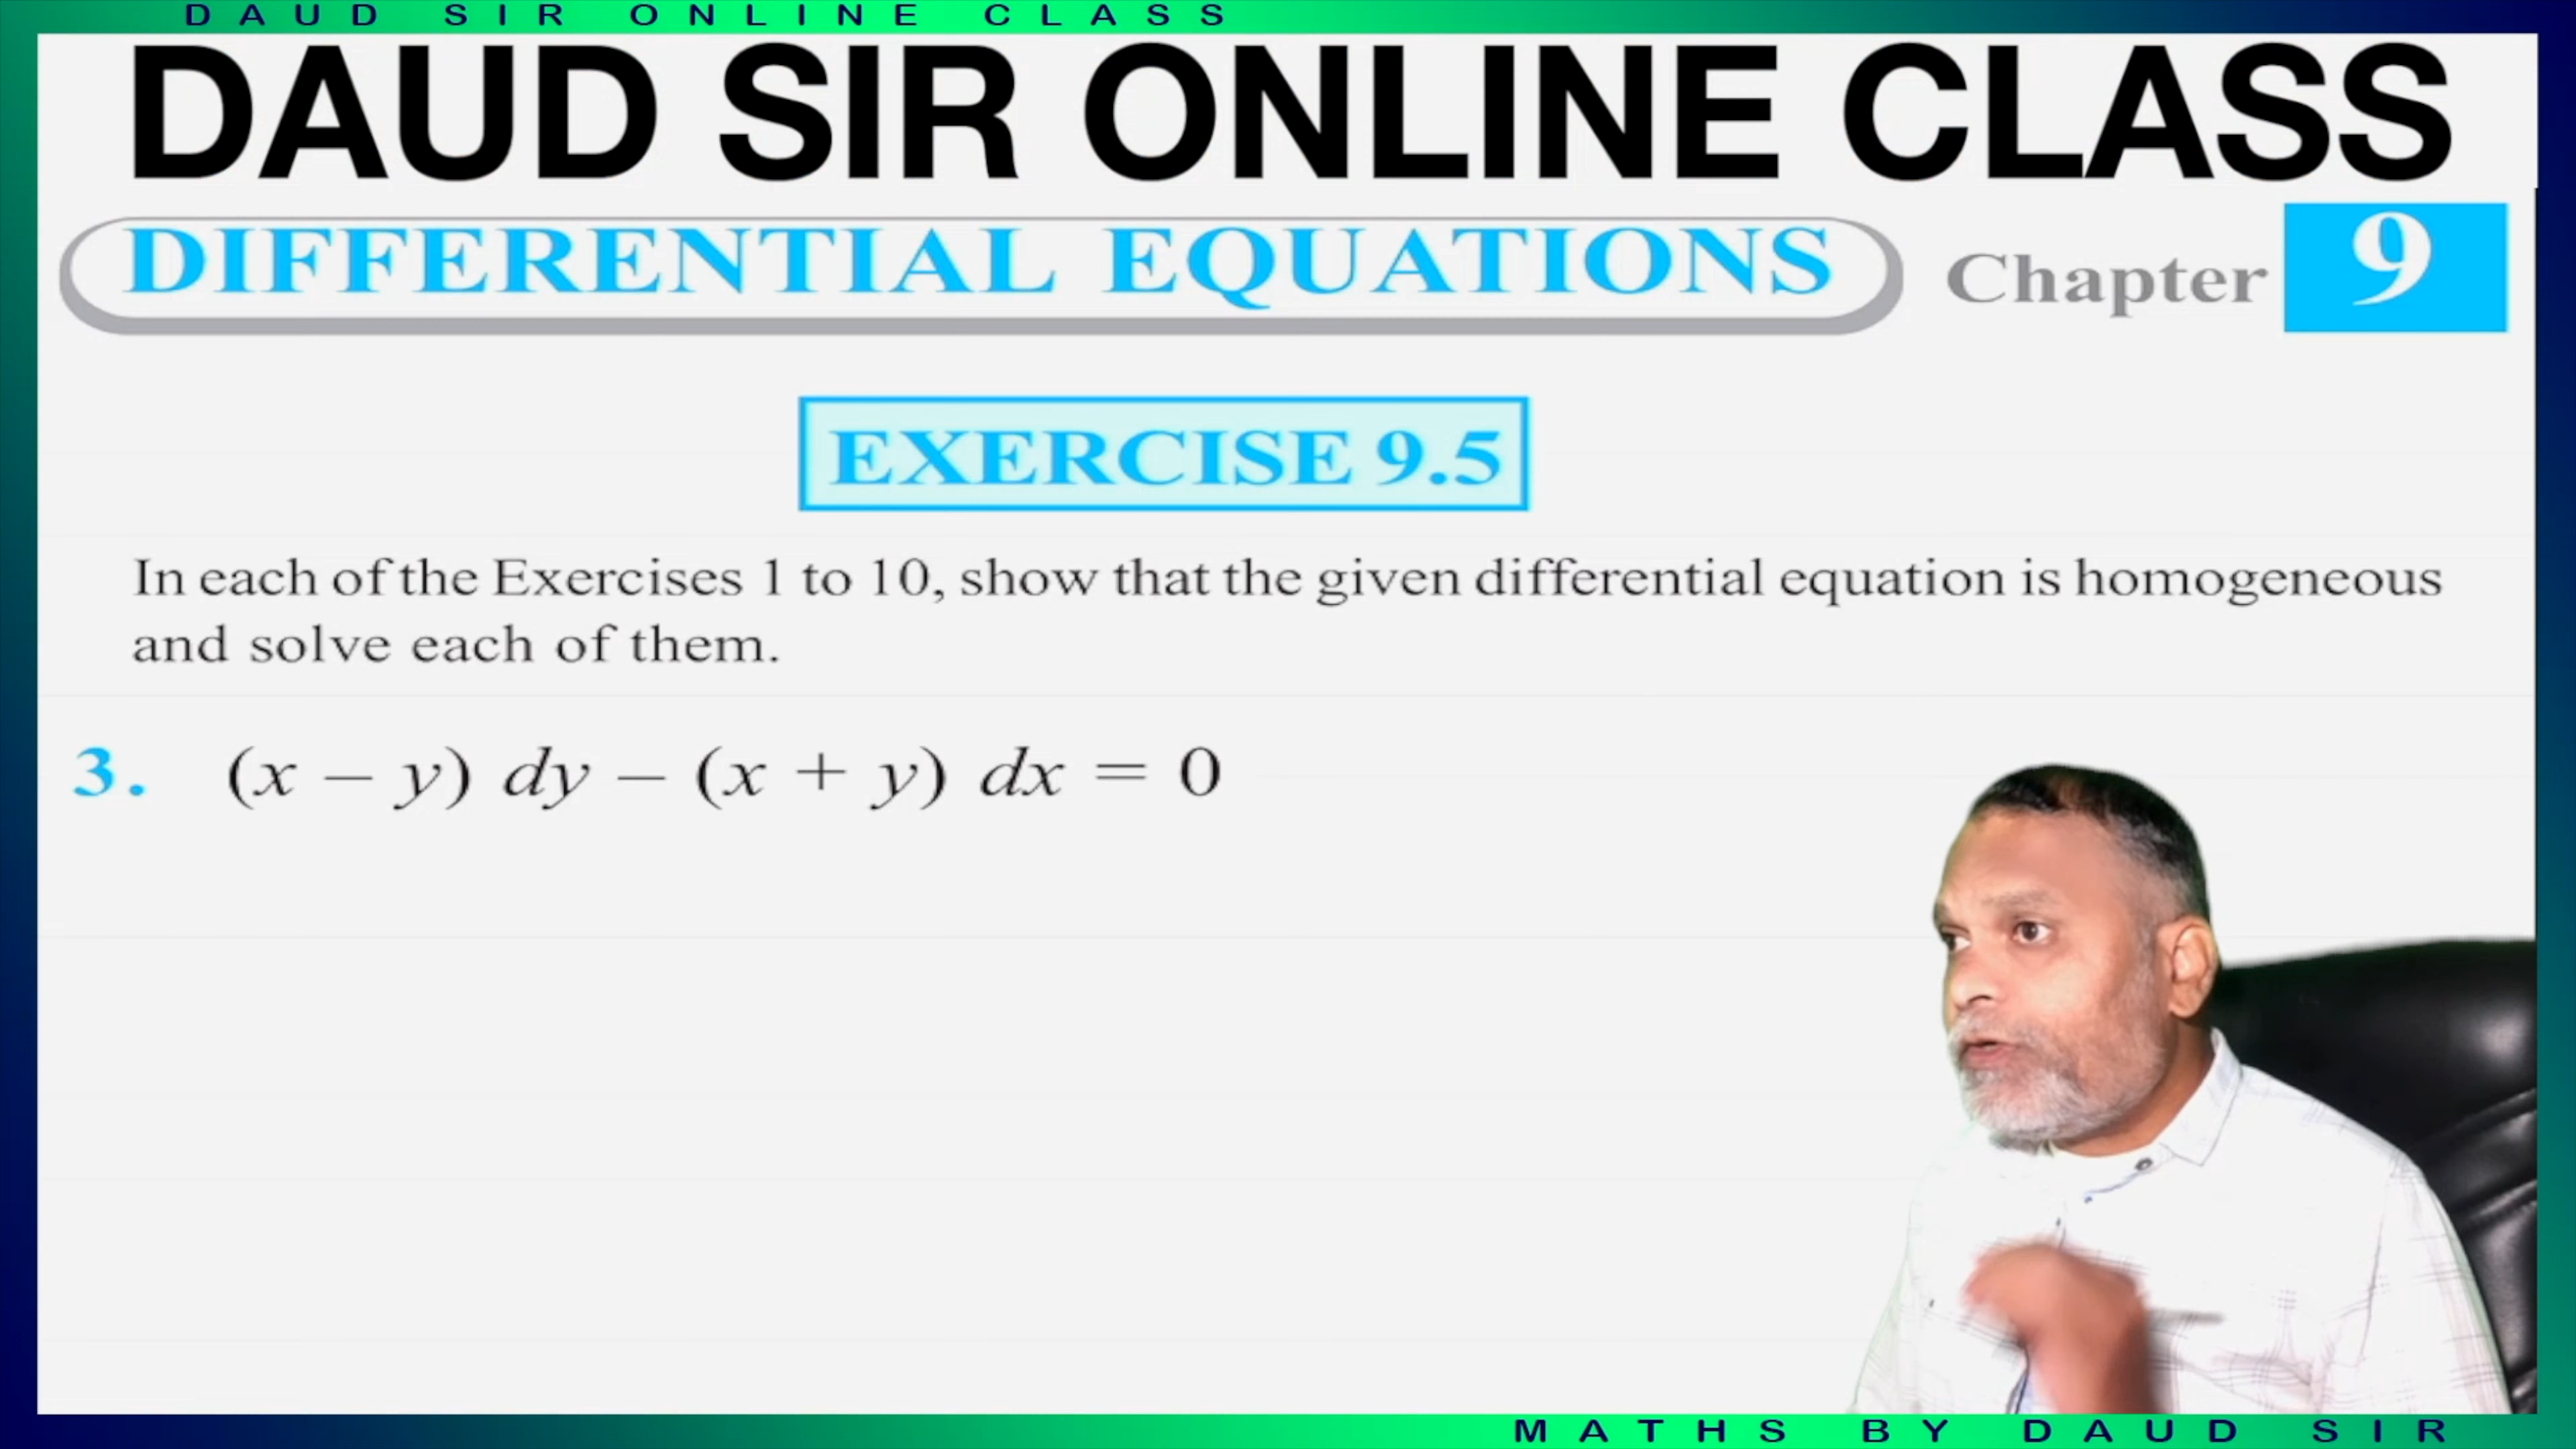 DAUD SIR ONLINE CLASS
DAUD SIR ONLINE CLASS
DIFFERENTIAL EQUATIONS Chapter 9
EXERCISE 9.5
In each of the Exercises 1 to 10, show that the given differential equation is homogeneous
and solve each of them.
3. (x – y) dy – (x + y) dx = 0
MATHS BY DAUD SIR